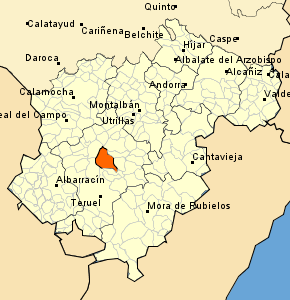 Quinto
Calatayud
Cariñena
Belchite
Caspe
Híjar
Daroca
Albalate del Arzobispo
Alcañiz
Cala
Andorra
Calamocha
Valde
Montalbán
eal del Campo
Utrillas
Cantavieja
Albarracín
Teruel
Mora de Rubielos